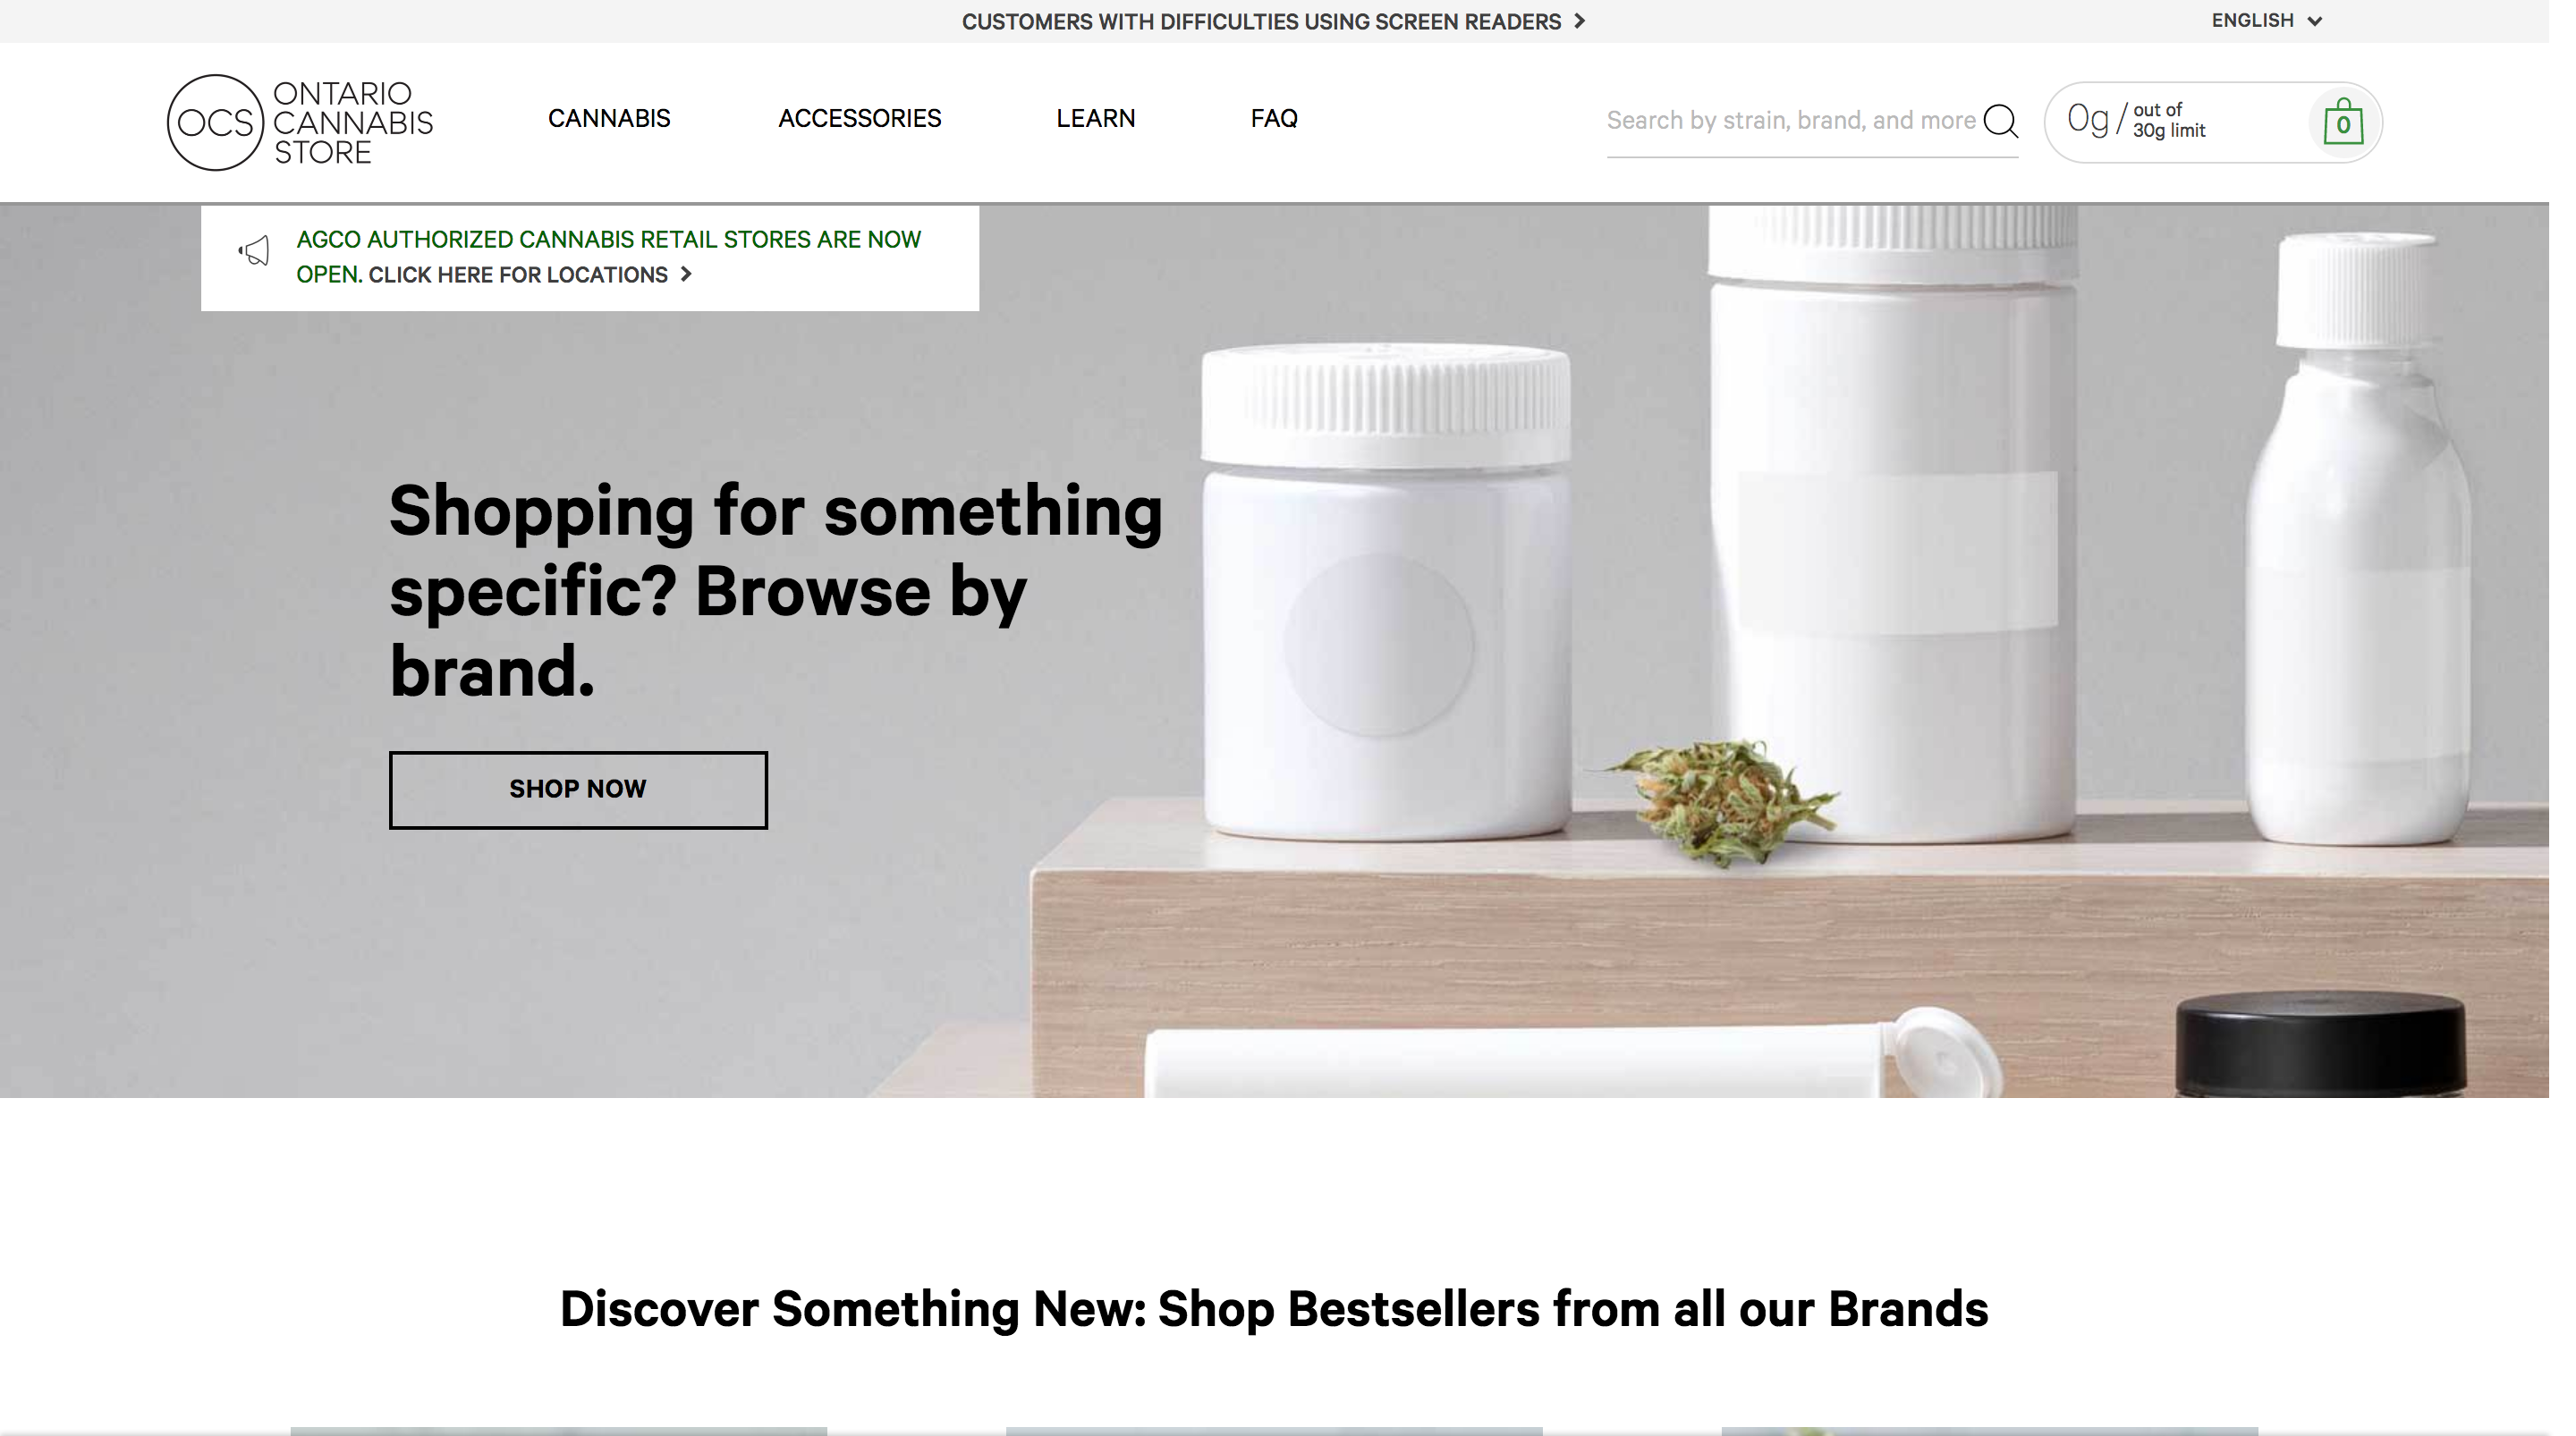 CUSTOMERS WITH DIFFICULTIES USING SCREEN READERS
ENGLISH
OCS
ONTARIO
CANNABIS
STORE
CANNABIS
ACCESSORIES
LEARN
FAQ
Search by strain, brand, and more
0g / out of
30g limit
0
AGCO AUTHORIZED CANNABIS RETAIL STORES ARE NOW
OPEN. CLICK HERE FOR LOCATIONS
Shopping for something
specific? Browse by
brand.
SHOP NOW
Discover Something New: Shop Bestsellers from all our Brands